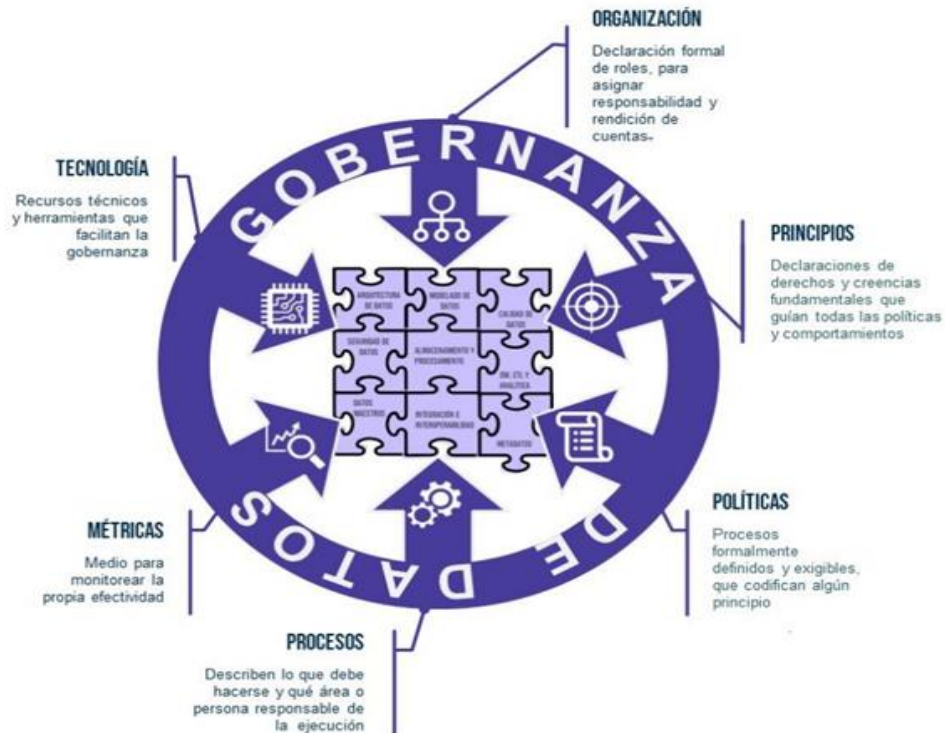 ORGANIZACIÓN
Declaración formal
de roles, para
asignar
responsabilidad y
rendición de
cuentas.
TECNOLOGÍA
Recursos técnicos
y herramientas que
facilitan la
gobernanza
GOBERNANZA
DE DATOS
PRINCIPIOS
Declaraciones de
derechos y creencias
fundamentales que
guían todas las políticas
y comportamientos
ARQUITECTURA
DE DATOS
MODELADO DE
DATOS
CALIDAD DE
DATOS
SEGURIDAD DE
DATOS
ALMACENAMIENTO Y
PROCESAMIENTO
DW, ETL Y
ANALÍTICA
DATOS
MAESTROS
INTEGRACIÓN E
INTEROPERABILIDAD
METADATOS
POLÍTICAS
Procesos
formalmente
definidos y exigibles,
que codifican algún
principio
MÉTRICAS
Medio para
monitorear la
propia efectividad
PROCESOS
Describen lo que debe
hacerse y qué área o
persona responsable de
la ejecución